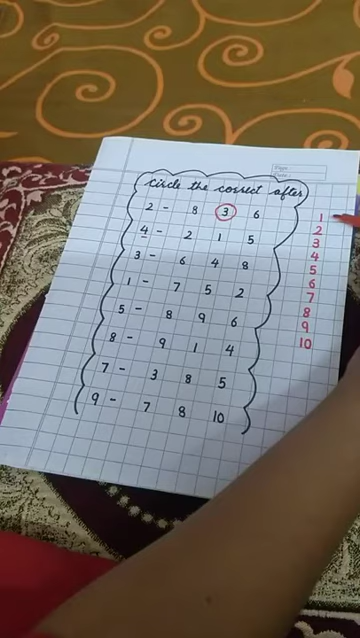 Page
Date
Circle the correct after
2 - 8 3 6
4 - 2 1 5
3 - 6 4 8
1 - 7 5 2
5 - 8 9 6
8 - 9 1 4
7 - 3 8 5
9 - 7 8 10
1
2
3
4
5
6
7
8
9
10